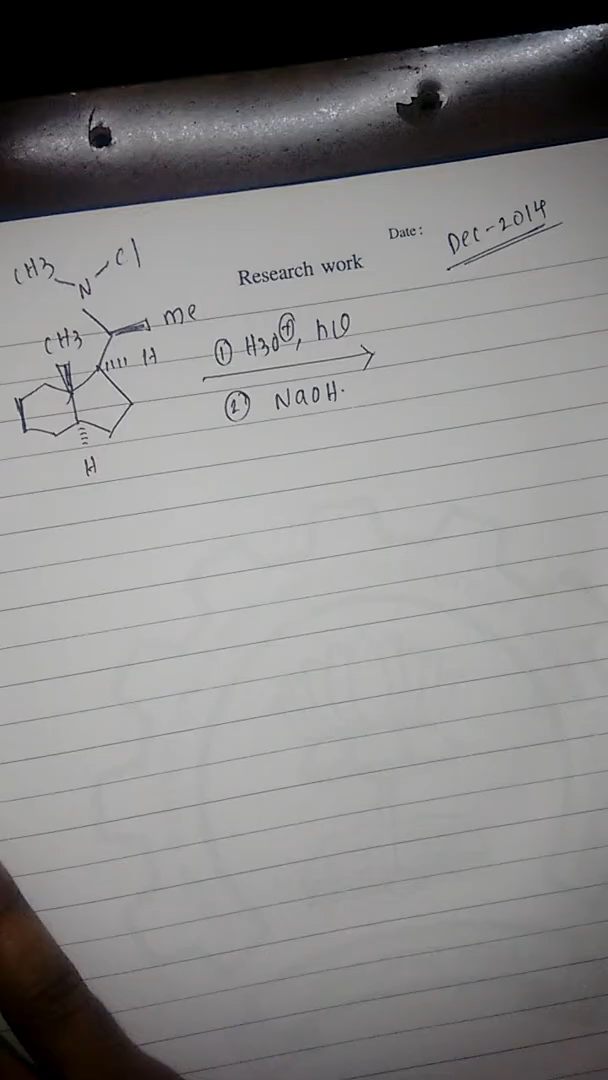 Date: Dec-2014
Research work
CH3 N Cl
Me
CH3
H
① H3O⊕, hν
② NaOH.
H